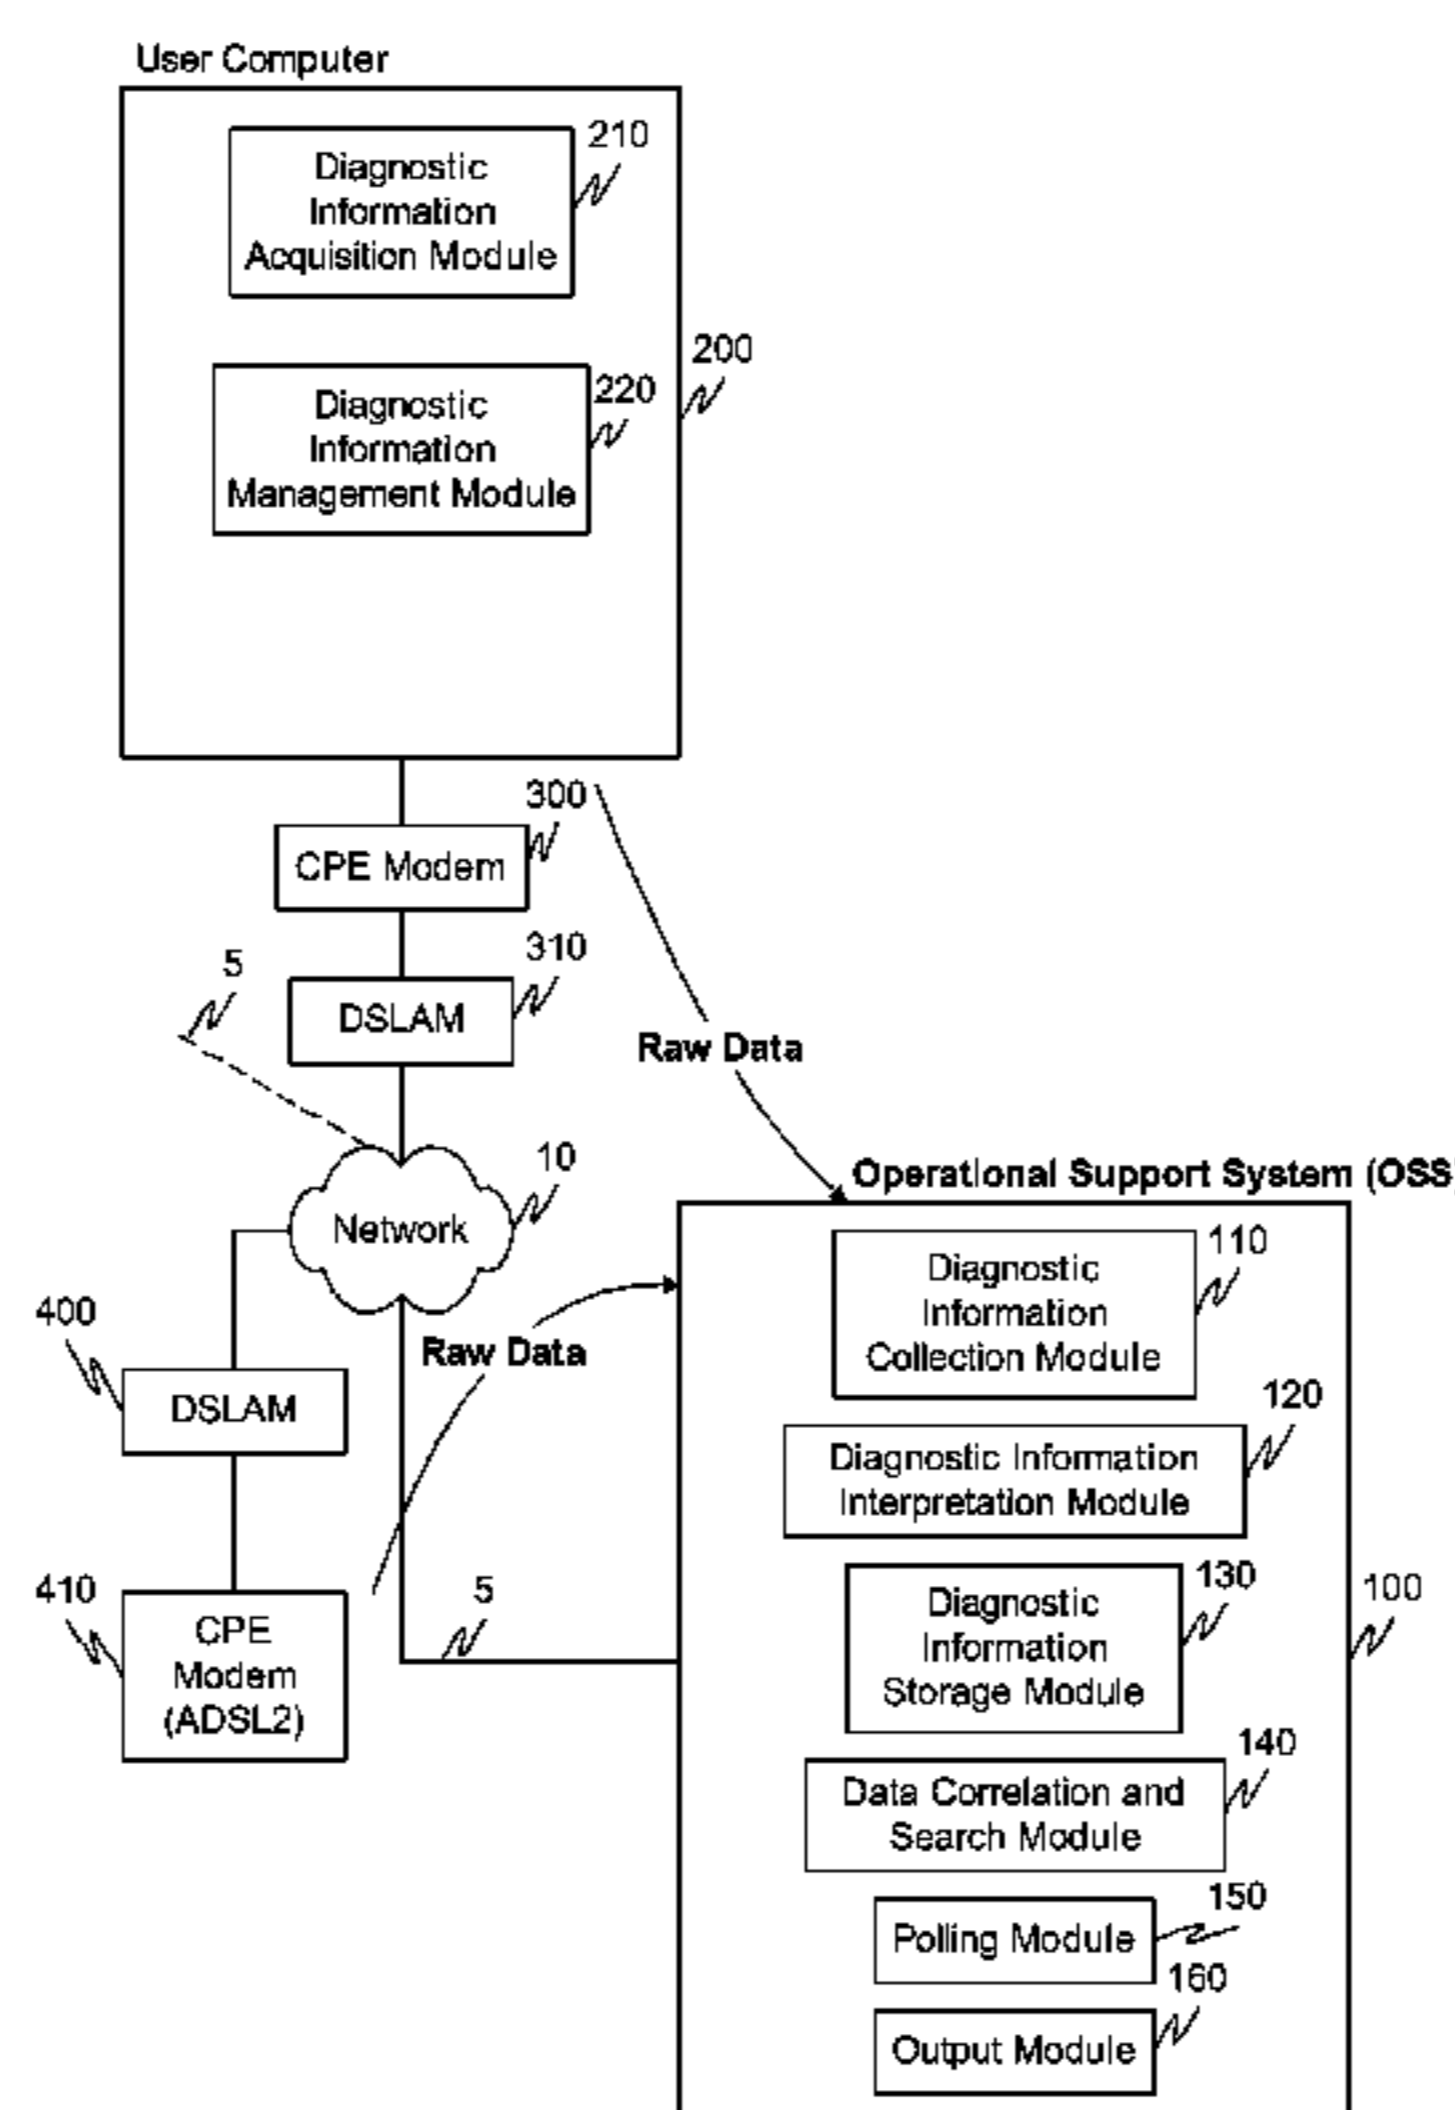 User Computer
210
Diagnostic
Information
Acquisition Module
200
220
Diagnostic
Information
Management Module
300
CPE Modem
310
5
DSLAM
Raw Data
10
Operational Support System (OSS)
Network
110
Diagnostic
Information
Collection Module
400
Raw Data
DSLAM
120
Diagnostic Information
Interpretation Module
410
5
130
100
CPE
Modem
(ADSL2)
Diagnostic
Information
Storage Module
140
Data Correlation and
Search Module
150
Polling Module
160
Output Module